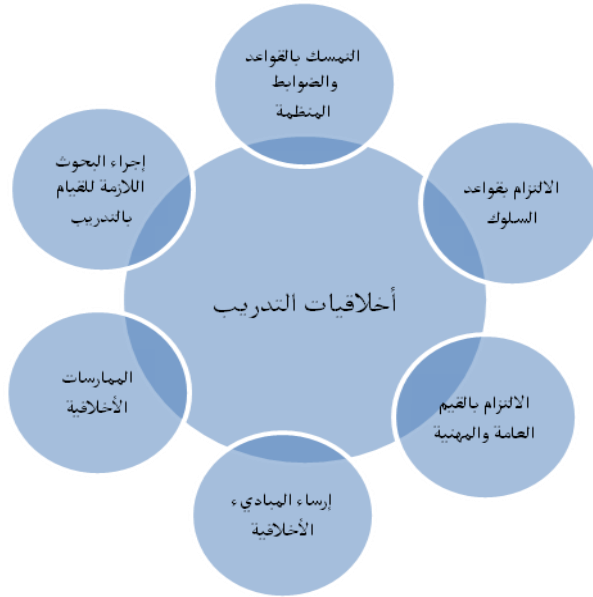 التمسك بالقواعد
والضوابط
المنظمة
الالتزام بقواعد
السلوك
الالتزام بالقيم
العامة والمهنية
إرساء المباديء
الأخلاقية
الممارسات
الأخلاقية
إجراء البحوث
اللازمة للقيام
بالتدريب
أخلاقيات التدريب